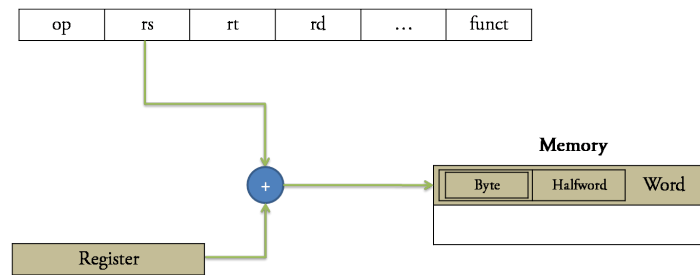 op rs rt rd ... funct
Memory
+
Byte Halfword Word
Register